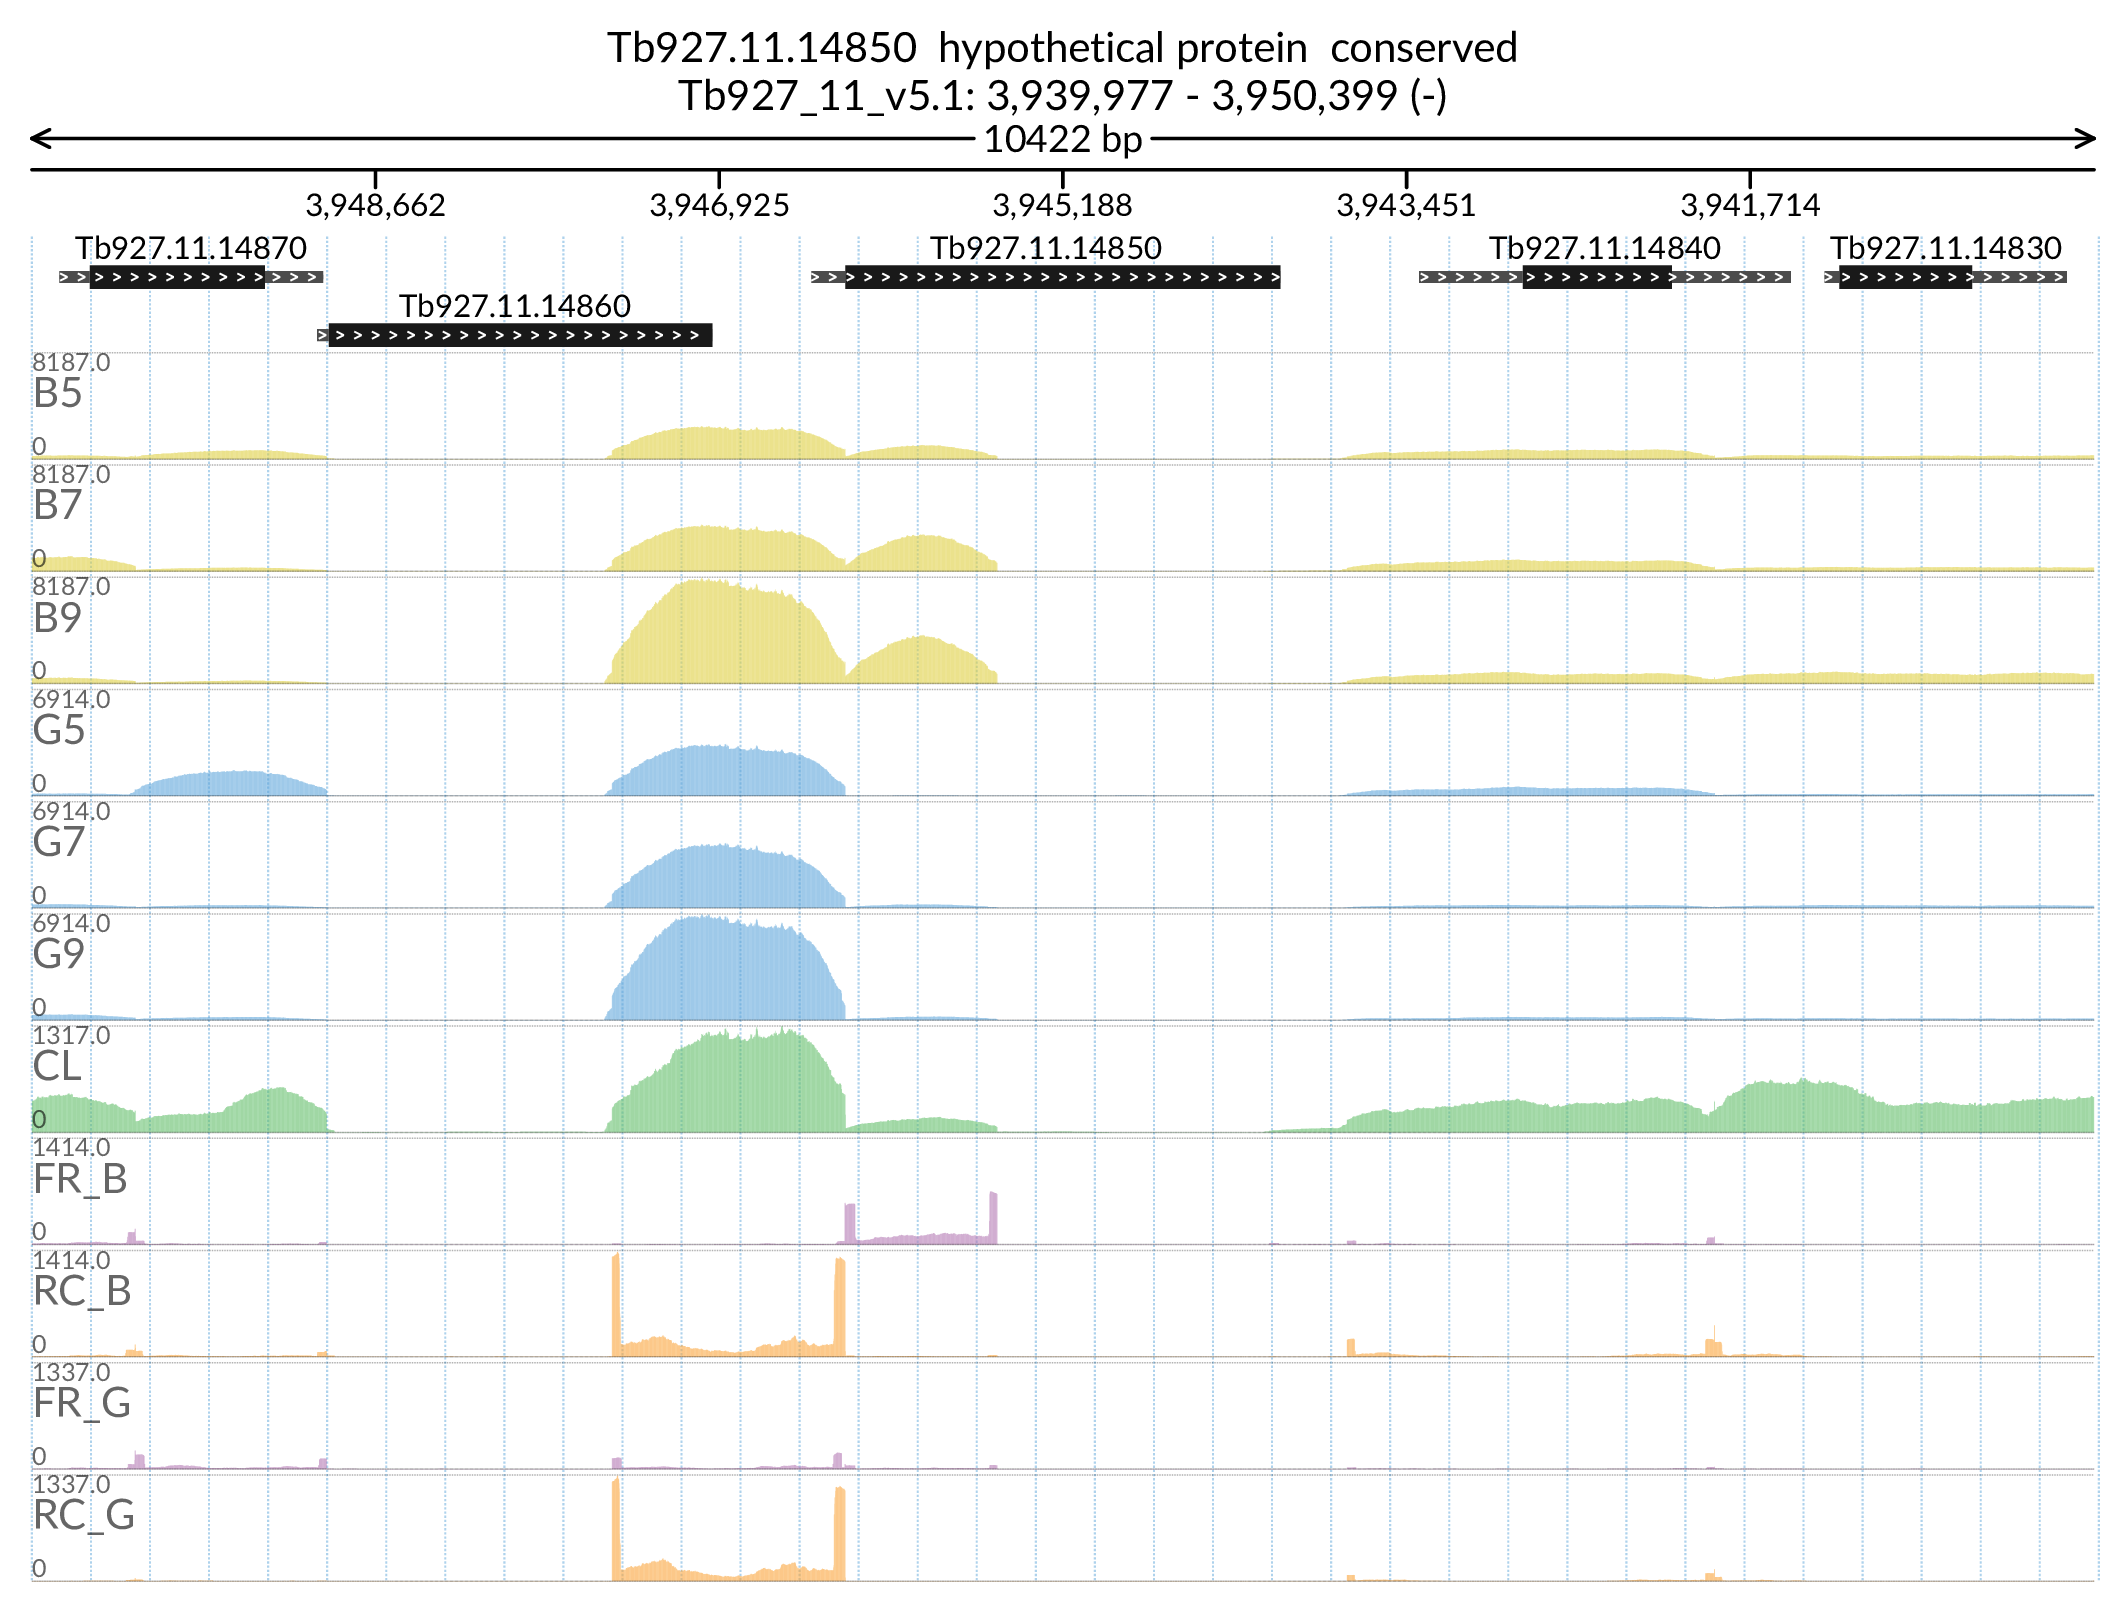 Tb927.11.14850  hypothetical protein  conserved
Tb927_11_v5.1: 3,939,977 - 3,950,399 (-)
10422 bp
3,948,662 3,946,925 3,945,188 3,943,451 3,941,714
Tb927.11.14870 Tb927.11.14850 Tb927.11.14840 Tb927.11.14830
Tb927.11.14860
8187.0
B5
0
8187.0
B7
0
8187.0
B9
0
6914.0
G5
0
6914.0
G7
0
6914.0
G9
0
1317.0
CL
0
1414.0
FR_B
0
1414.0
RC_B
0
1337.0
FR_G
0
1337.0
RC_G
0